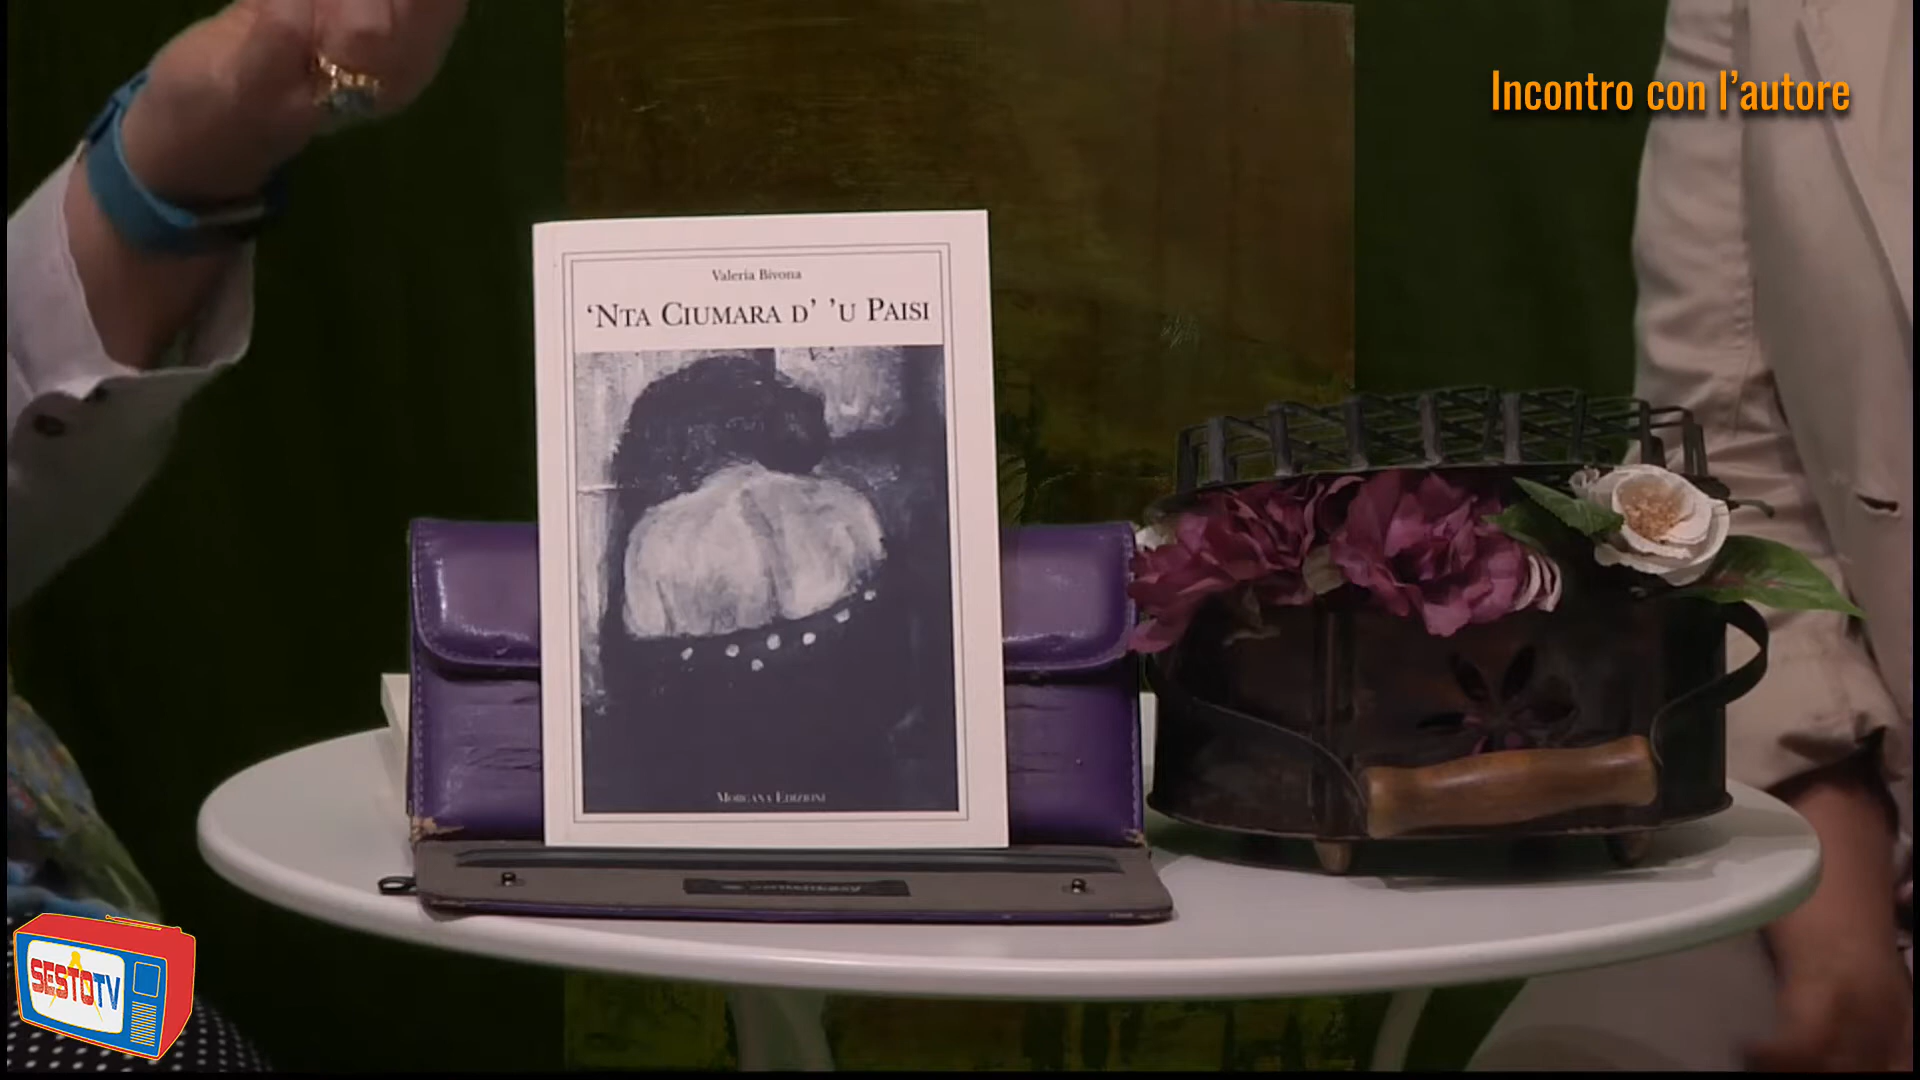 Incontro con l'autore
Valeria Bivona
‘Nta Ciumara d’ ’u Paisi
Morgana Edizioni
SESTOTV